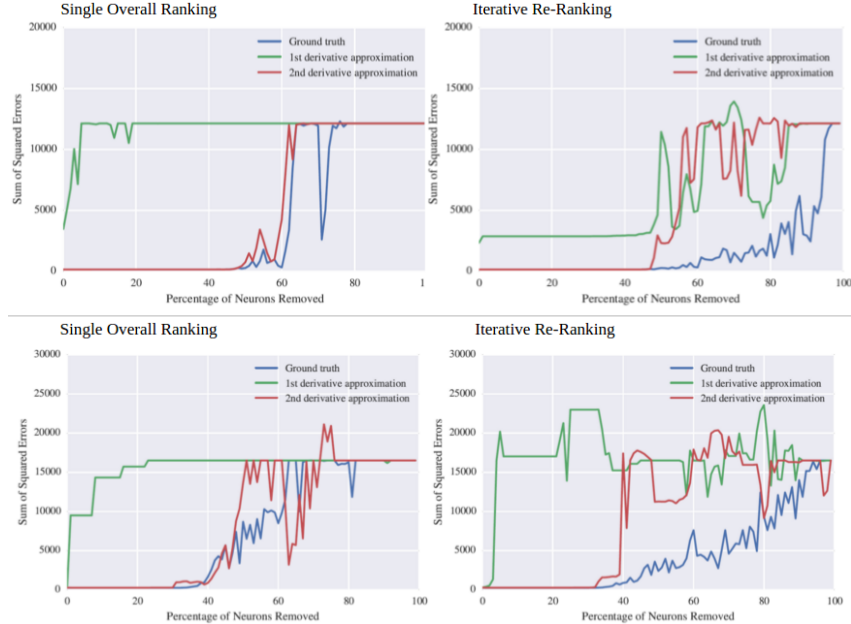 Single Overall Ranking
Iterative Re-Ranking
20000
15000
10000
5000
0
Sum of Squared Errors
Ground truth
1st derivative approximation
2nd derivative approximation
0 20 40 60 80 1
Percentage of Neurons Removed
20000
15000
10000
5000
0
Sum of Squared Errors
Ground truth
1st derivative approximation
2nd derivative approximation
0 20 40 60 80 100
Percentage of Neurons Removed
Single Overall Ranking
Iterative Re-Ranking
30000
25000
20000
15000
10000
5000
0
Sum of Squared Errors
Ground truth
1st derivative approximation
2nd derivative approximation
0 20 40 60 80 100
Percentage of Neurons Removed
30000
25000
20000
15000
10000
5000
0
Sum of Squared Errors
Ground truth
1st derivative approximation
2nd derivative approximation
0 20 40 60 80 100
Percentage of Neurons Removed